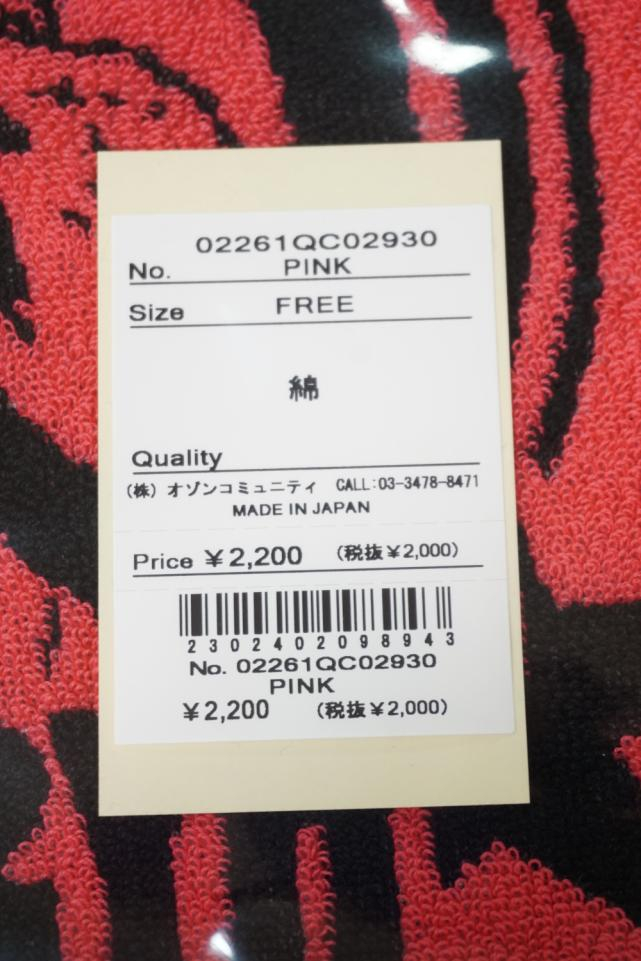 02261QC02930
No. PINK
Size FREE
綿
Quality
(株) オゾンコミュニティ CALL:03-3478-8471
MADE IN JAPAN
Price ¥2,200 (税抜¥2,000)
2302402098943
No. 02261QC02930
PINK
¥2,200 (税抜¥2,000)